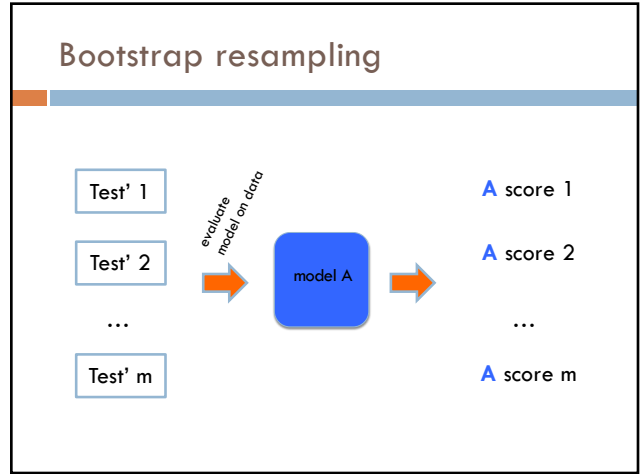 Bootstrap resampling
Test’ 1
Test’ 2
...
Test’ m
evaluate
model on data
model A
A score 1
A score 2
...
A score m